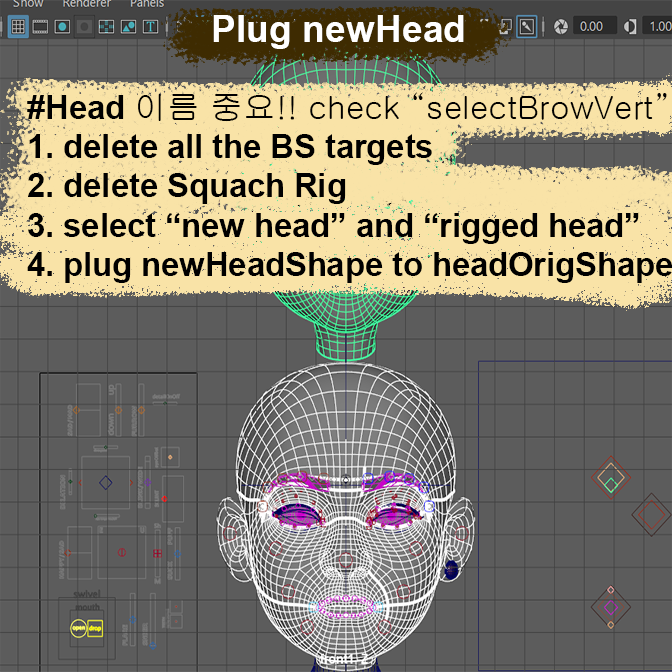 Show Renderer Panels
0.00 1.00
Plug newHead
#Head 이름 중요!! check “selectBrowVert”
1. delete all the BS targets
2. delete Squach Rig
3. select “new head” and “rigged head”
4. plug newHeadShape to headOrigShape
swivel
mouth
open drop